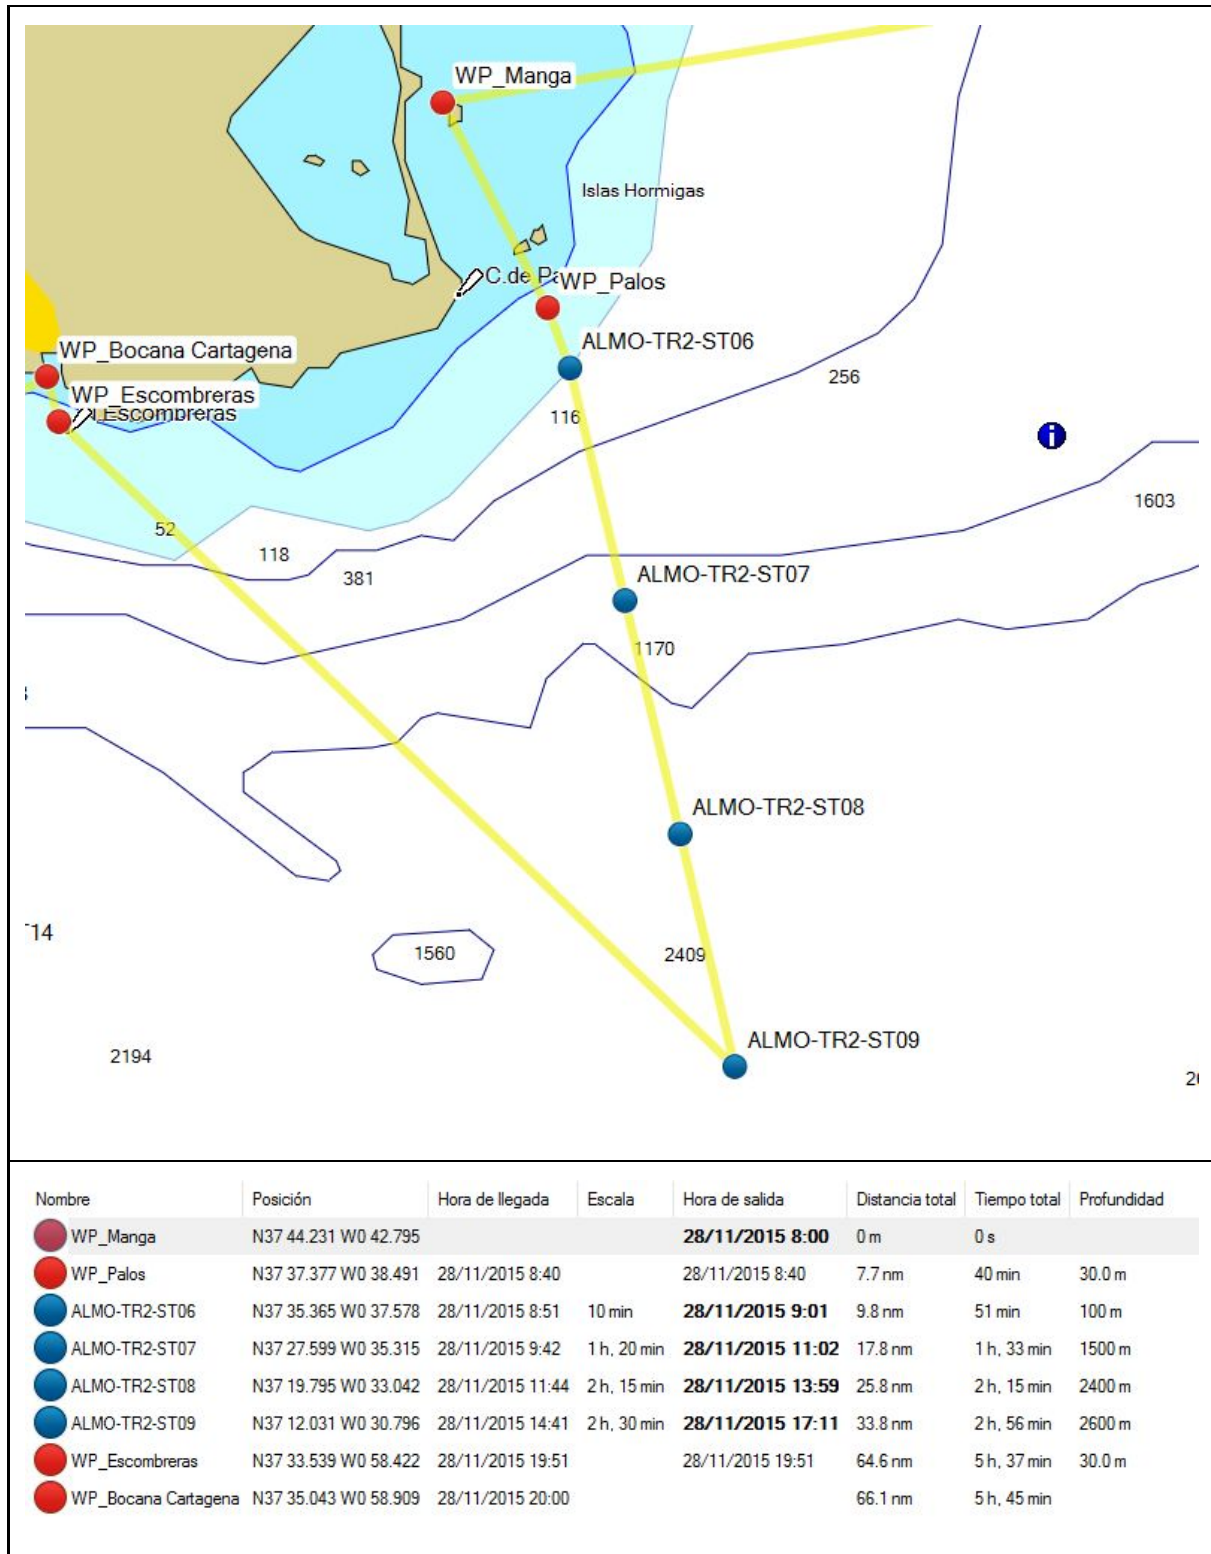 WP_Manga
Islas Hormigas
C.de Pa
WP_Palos
ALMO-TR2-ST06
WP_Bocana Cartagena
WP_Escombreras
Escombreras
256
116
1603
52
118
381
ALMO-TR2-ST07
1170
ALMO-TR2-ST08
14
1560
2409
ALMO-TR2-ST09
2194
Nombre Posición Hora de llegada Escala Hora de salida Distancia total Tiempo total Profundidad
WP_Manga N37 44.231 W0 42.795 28/11/2015 8:00 0 m 0 s
WP_Palos N37 37.377 W0 38.491 28/11/2015 8:40 28/11/2015 8:40 7.7 nm 40 min 30.0 m
ALMO-TR2-ST06 N37 35.365 W0 37.578 28/11/2015 8:51 10 min 28/11/2015 9:01 9.8 nm 51 min 100 m
ALMO-TR2-ST07 N37 27.599 W0 35.315 28/11/2015 9:42 1 h, 20 min 28/11/2015 11:02 17.8 nm 1 h, 33 min 1500 m
ALMO-TR2-ST08 N37 19.795 W0 33.042 28/11/2015 11:44 2 h, 15 min 28/11/2015 13:59 25.8 nm 2 h, 15 min 2400 m
ALMO-TR2-ST09 N37 12.031 W0 30.796 28/11/2015 14:41 2 h, 30 min 28/11/2015 17:11 33.8 nm 2 h, 56 min 2600 m
WP_Escombreras N37 33.539 W0 58.422 28/11/2015 19:51 28/11/2015 19:51 64.6 nm 5 h, 37 min 30.0 m
WP_Bocana Cartagena N37 35.043 W0 58.909 28/11/2015 20:00 66.1 nm 5 h, 45 min